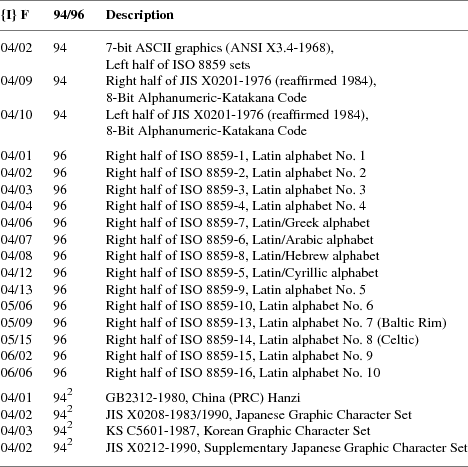 {I} F 94/96 Description
04/02 94 7-bit ASCII graphics (ANSI X3.4-1968),
Left half of ISO 8859 sets
04/09 94 Right half of JIS X0201-1976 (reaffirmed 1984),
8-Bit Alphanumeric-Katakana Code
04/10 94 Left half of JIS X0201-1976 (reaffirmed 1984),
8-Bit Alphanumeric-Katakana Code
04/01 96 Right half of ISO 8859-1, Latin alphabet No. 1
04/02 96 Right half of ISO 8859-2, Latin alphabet No. 2
04/03 96 Right half of ISO 8859-3, Latin alphabet No. 3
04/04 96 Right half of ISO 8859-4, Latin alphabet No. 4
04/06 96 Right half of ISO 8859-7, Latin/Greek alphabet
04/07 96 Right half of ISO 8859-6, Latin/Arabic alphabet
04/08 96 Right half of ISO 8859-8, Latin/Hebrew alphabet
04/12 96 Right half of ISO 8859-5, Latin/Cyrillic alphabet
04/13 96 Right half of ISO 8859-9, Latin alphabet No. 5
05/06 96 Right half of ISO 8859-10, Latin alphabet No. 6
05/09 96 Right half of ISO 8859-13, Latin alphabet No. 7 (Baltic Rim)
05/15 96 Right half of ISO 8859-14, Latin alphabet No. 8 (Celtic)
06/02 96 Right half of ISO 8859-15, Latin alphabet No. 9
06/06 96 Right half of ISO 8859-16, Latin alphabet No. 10
04/01 94² GB2312-1980, China (PRC) Hanzi
04/02 94² JIS X0208-1983/1990, Japanese Graphic Character Set
04/03 94² KS C5601-1987, Korean Graphic Character Set
04/02 94² JIS X0212-1990, Supplementary Japanese Graphic Character Set